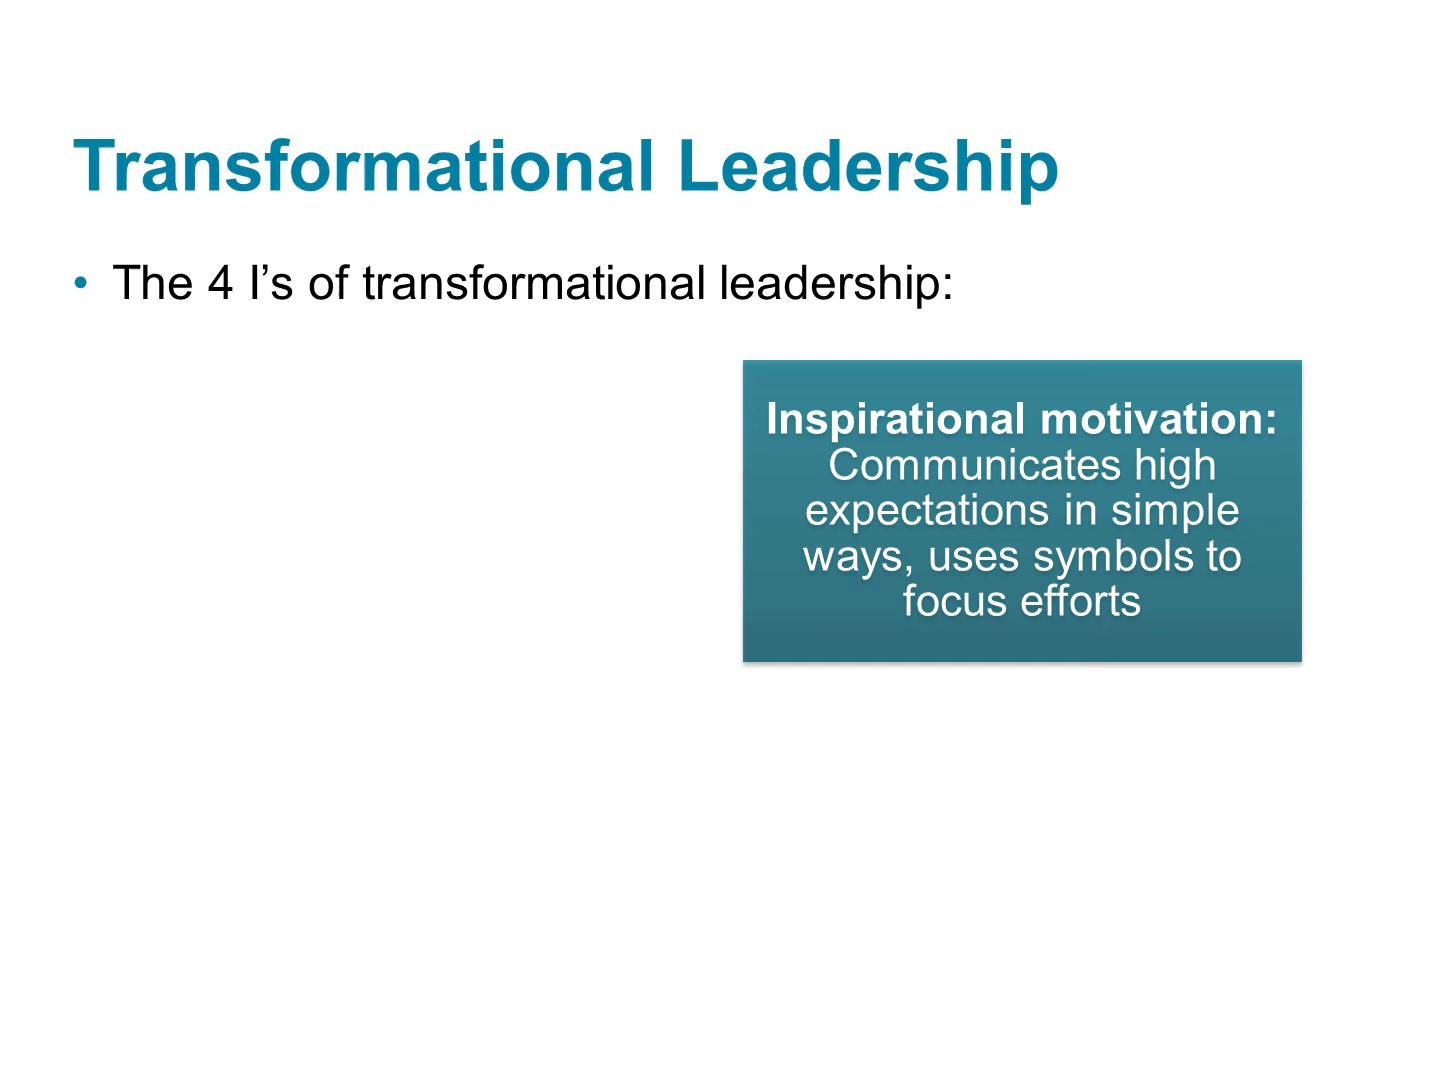 Transformational Leadership
• The 4 I’s of transformational leadership:
Inspirational motivation:
Communicates high
expectations in simple
ways, uses symbols to
focus efforts